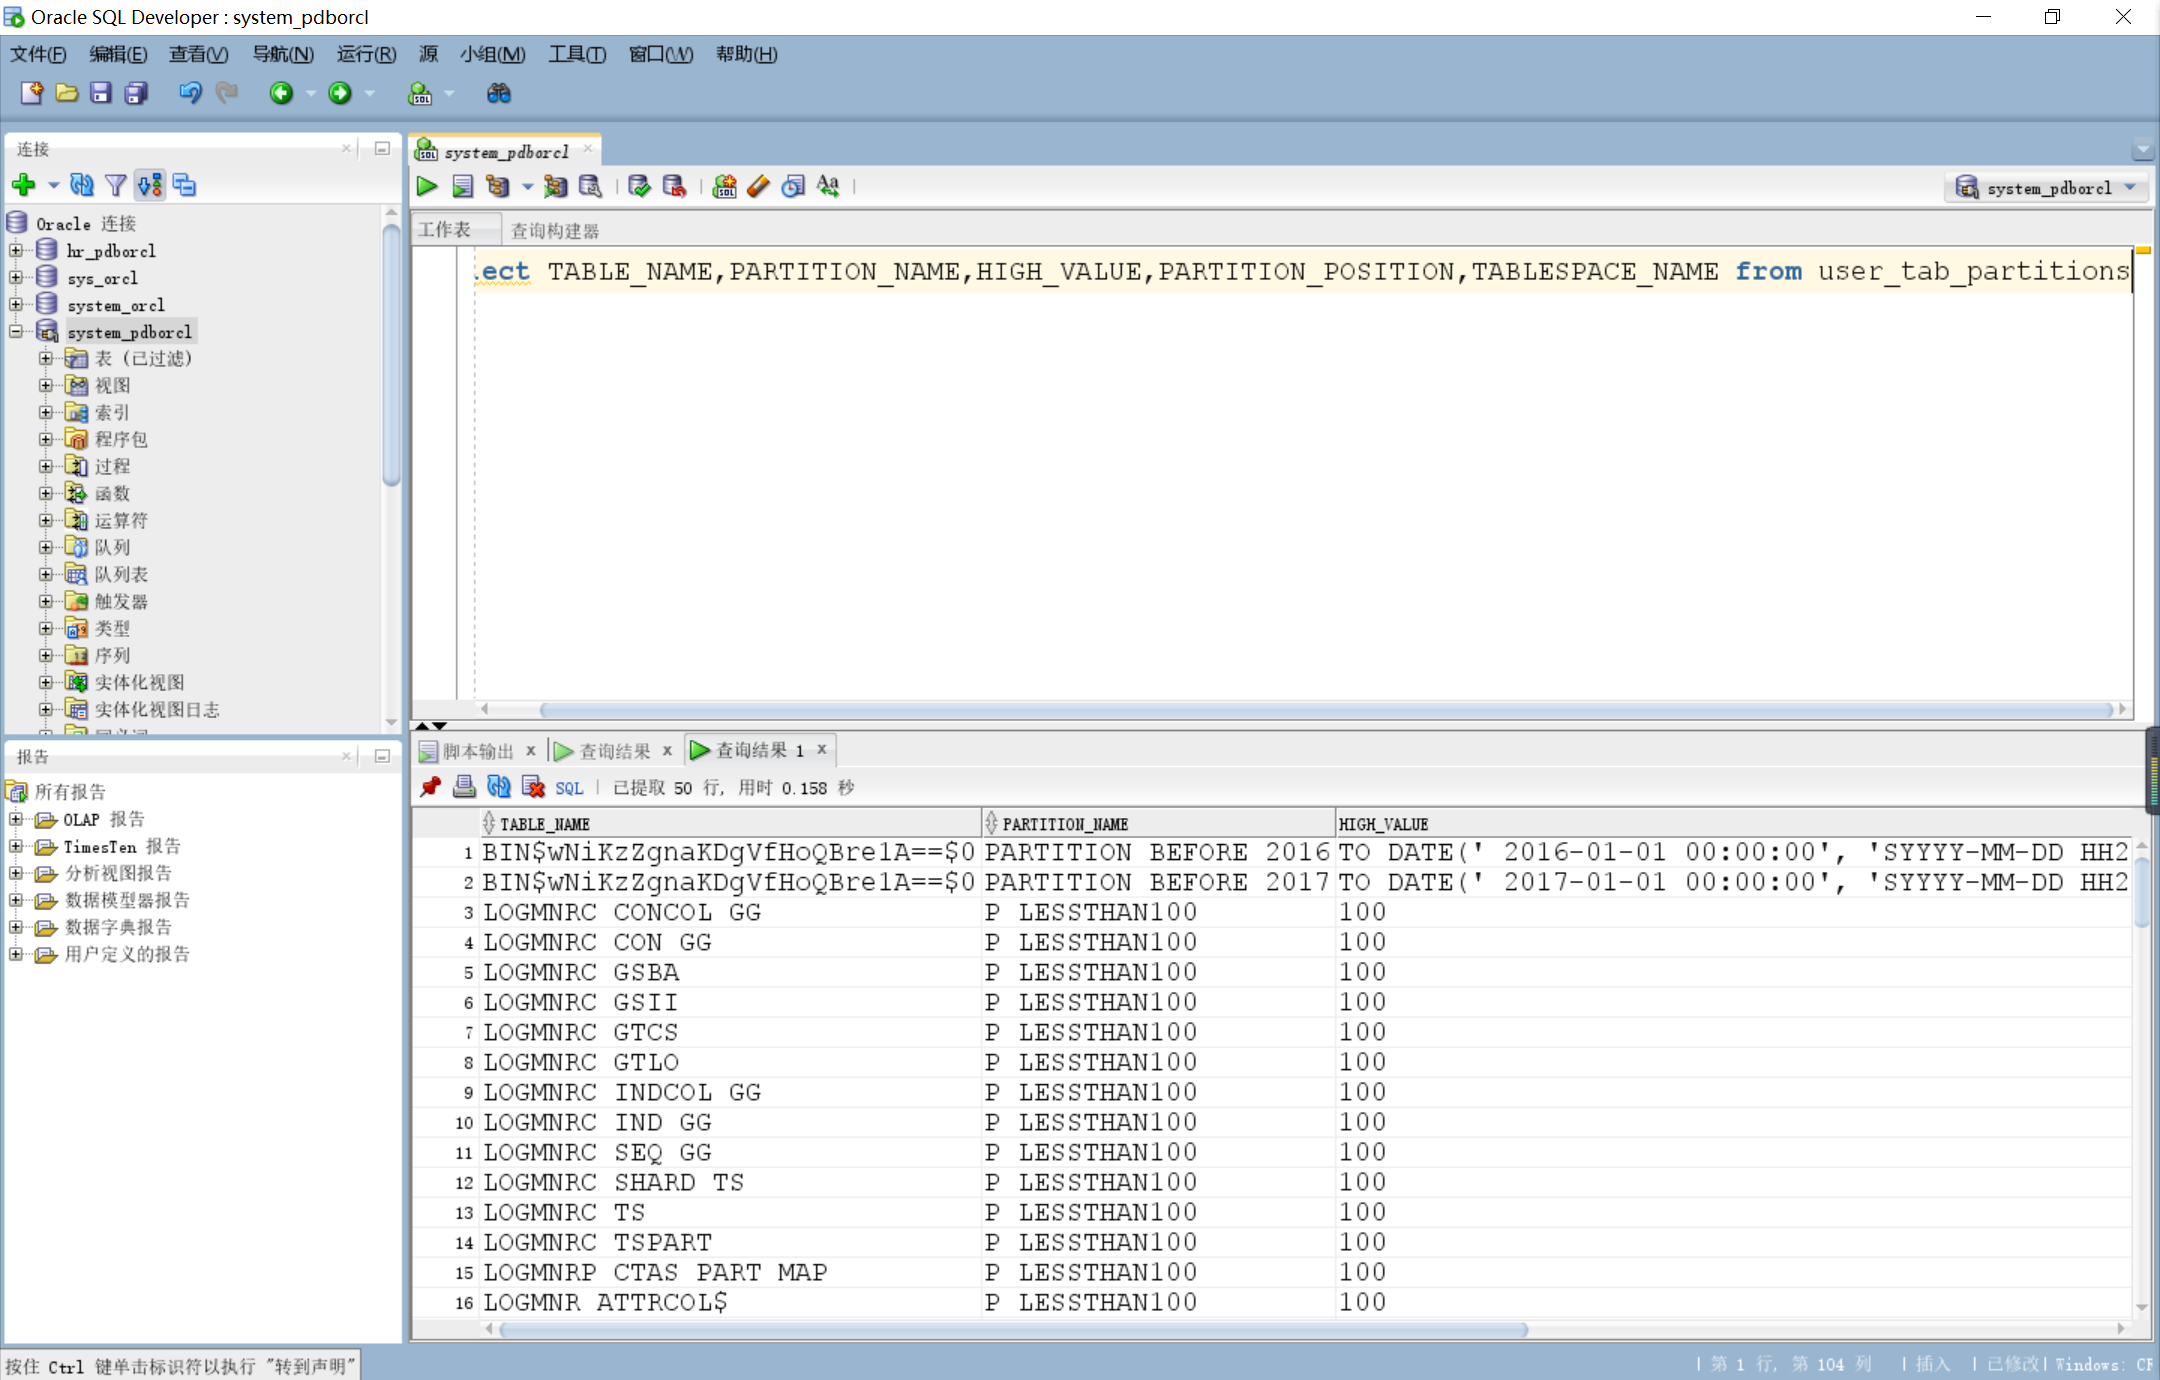 Oracle SQL Developer : system_pdborcl
文件(F) 编辑(E) 查看(V) 导航(N) 运行(R) 源 小组(M) 工具(T) 窗口(W) 帮助(H)
连接
Oracle 连接
hr_pdborcl
sys_orcl
system_orcl
system_pdborcl
表 (已过滤)
视图
索引
程序包
过程
函数
运算符
队列
队列表
触发器
类型
序列
实体化视图
实体化视图日志
报告
所有报告
OLAP 报告
TimesTen 报告
分析视图报告
数据模型器报告
数据字典报告
用户定义的报告
system_pdborcl
system_pdborcl
工作表 查询构建器
lect TABLE_NAME,PARTITION_NAME,HIGH_VALUE,PARTITION_POSITION,TABLESPACE_NAME from user_tab_partitions
脚本输出 x 查询结果 x 查询结果 1 x
SQL | 已提取 50 行, 用时 0.158 秒
TABLE_NAME PARTITION_NAME HIGH_VALUE
1 BIN$wNiKzZgnaKDgVfHoQBre1A==$0 PARTITION BEFORE 2016 TO DATE(' 2016-01-01 00:00:00', 'SYYYY-MM-DD HH2
2 BIN$wNiKzZgnaKDgVfHoQBre1A==$0 PARTITION BEFORE 2017 TO DATE(' 2017-01-01 00:00:00', 'SYYYY-MM-DD HH2
3 LOGMNRC CONCOL GG P LESSTHAN100 100
4 LOGMNRC CON GG P LESSTHAN100 100
5 LOGMNRC GSBA P LESSTHAN100 100
6 LOGMNRC GSII P LESSTHAN100 100
7 LOGMNRC GTCS P LESSTHAN100 100
8 LOGMNRC GTLO P LESSTHAN100 100
9 LOGMNRC INDCOL GG P LESSTHAN100 100
10 LOGMNRC IND GG P LESSTHAN100 100
11 LOGMNRC SEQ GG P LESSTHAN100 100
12 LOGMNRC SHARD TS P LESSTHAN100 100
13 LOGMNRC TS P LESSTHAN100 100
14 LOGMNRC TSPART P LESSTHAN100 100
15 LOGMNRP CTAS PART MAP P LESSTHAN100 100
16 LOGMNR ATTRCOL$ P LESSTHAN100 100
按住 Ctrl 键单击标识符以执行 "转到声明"
| 第 1 行, 第 104 列 | 插入 | 已修改| Windows: CF